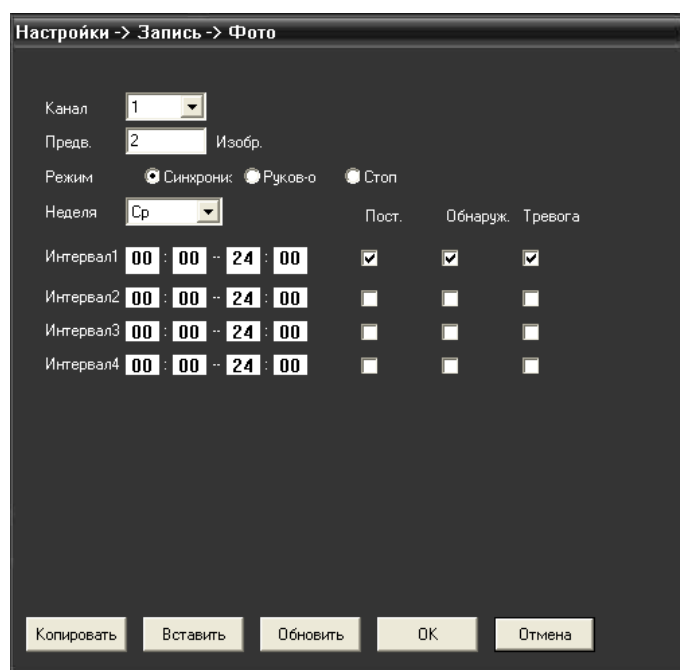 Настройки -> Запись -> Фото
Канал 1
Предв. 2 Изобр.
Режим Синхрони: Руков-о Стоп
Неделя Ср Пост. Обнаруж. Тревога
Интервал1 00 : 00 -- 24 : 00
Интервал2 00 : 00 -- 24 : 00
Интервал3 00 : 00 -- 24 : 00
Интервал4 00 : 00 -- 24 : 00
Копировать Вставить Обновить OK Отмена